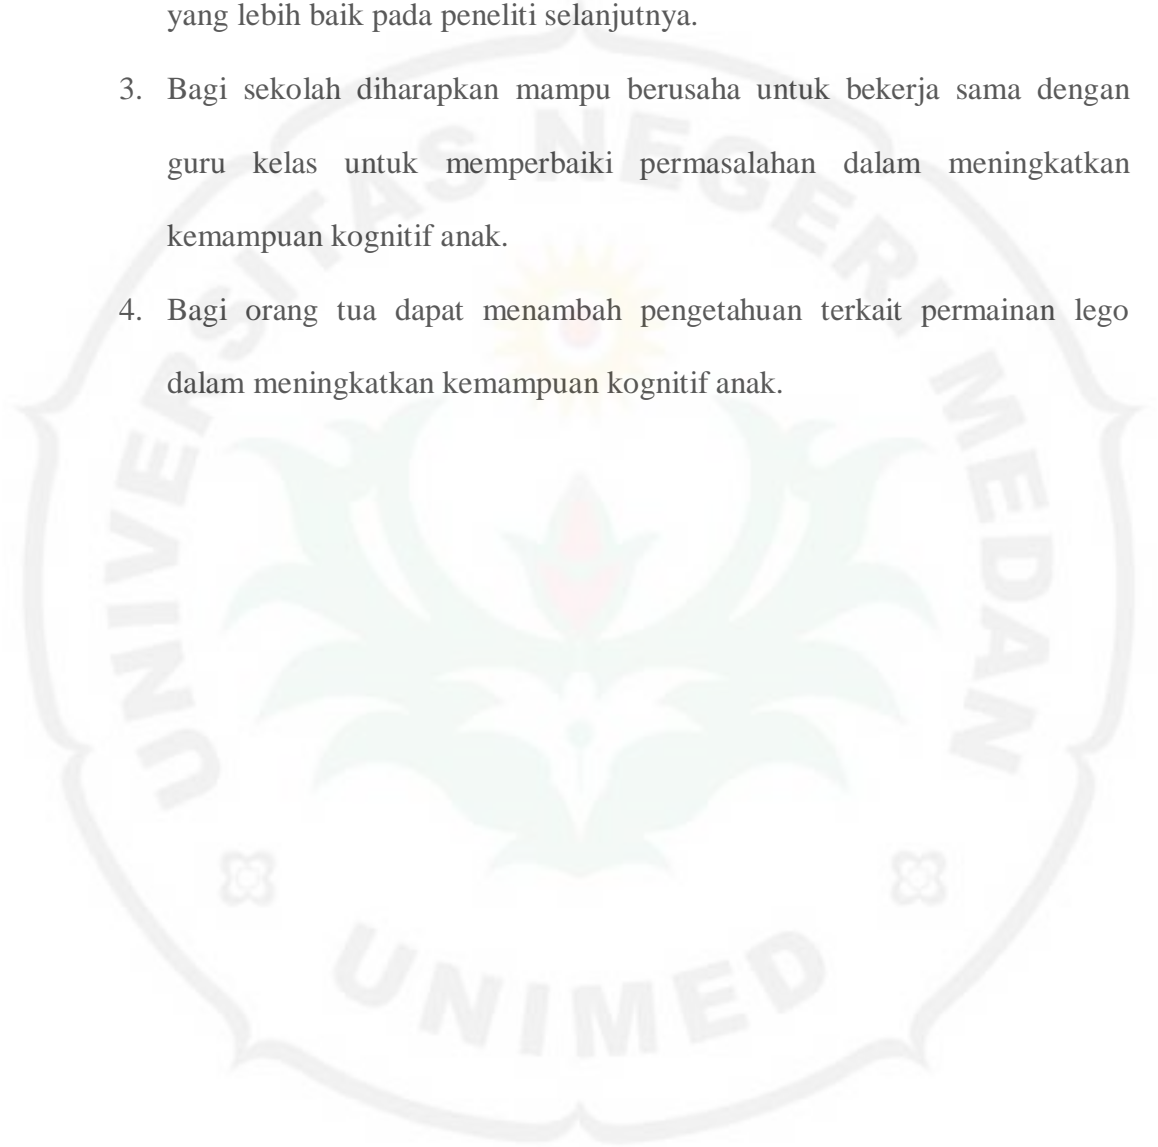 yang lebih baik pada peneliti selanjutnya.
3. Bagi sekolah diharapkan mampu berusaha untuk bekerja sama dengan
guru kelas untuk memperbaiki permasalahan dalam meningkatkan
kemampuan kognitif anak.
4. Bagi orang tua dapat menambah pengetahuan terkait permainan lego
dalam meningkatkan kemampuan kognitif anak.
UNIVERSITAS NEGERI MEDAN
UNIMED